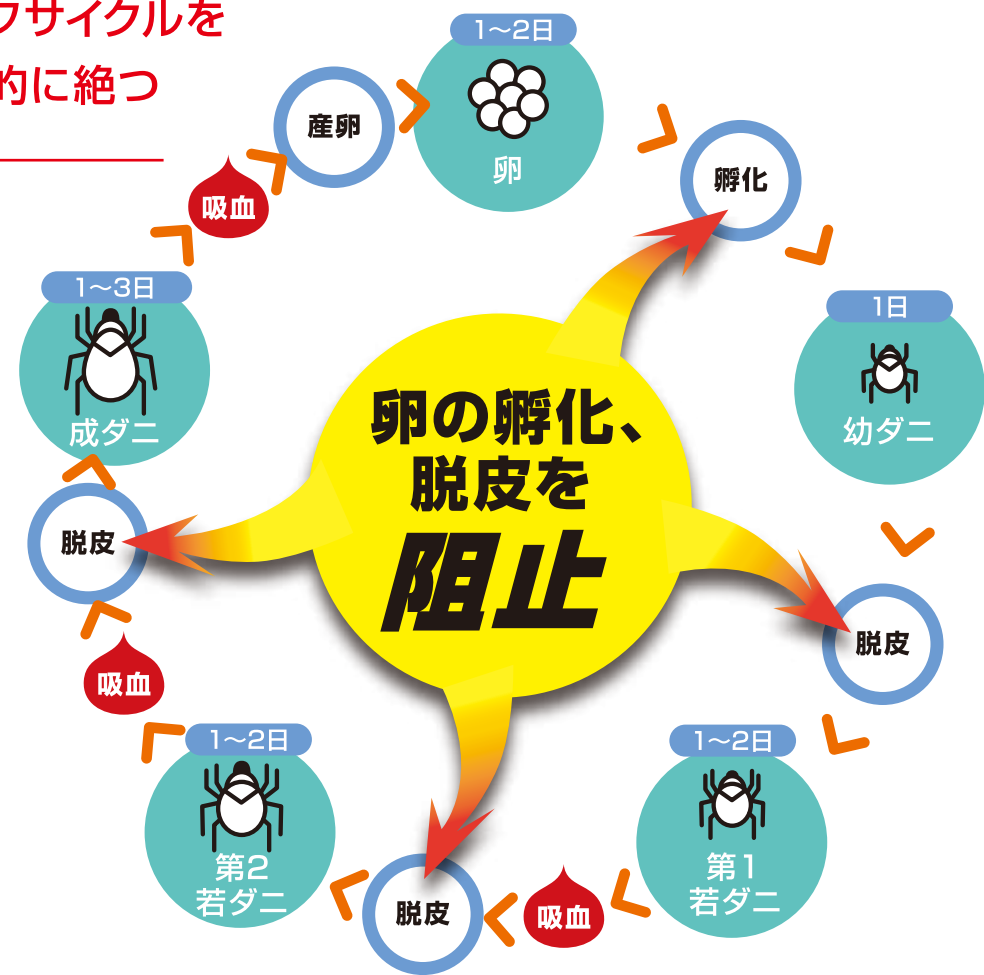 フサイクルを
的に絶つ
1〜2日
卵
孵化
1日
幼ダニ
脱皮
1〜2日
第1
若ダニ
吸血
脱皮
1〜2日
第2
若ダニ
吸血
脱皮
1〜3日
成ダニ
吸血
産卵
卵の孵化、
脱皮を
阻止